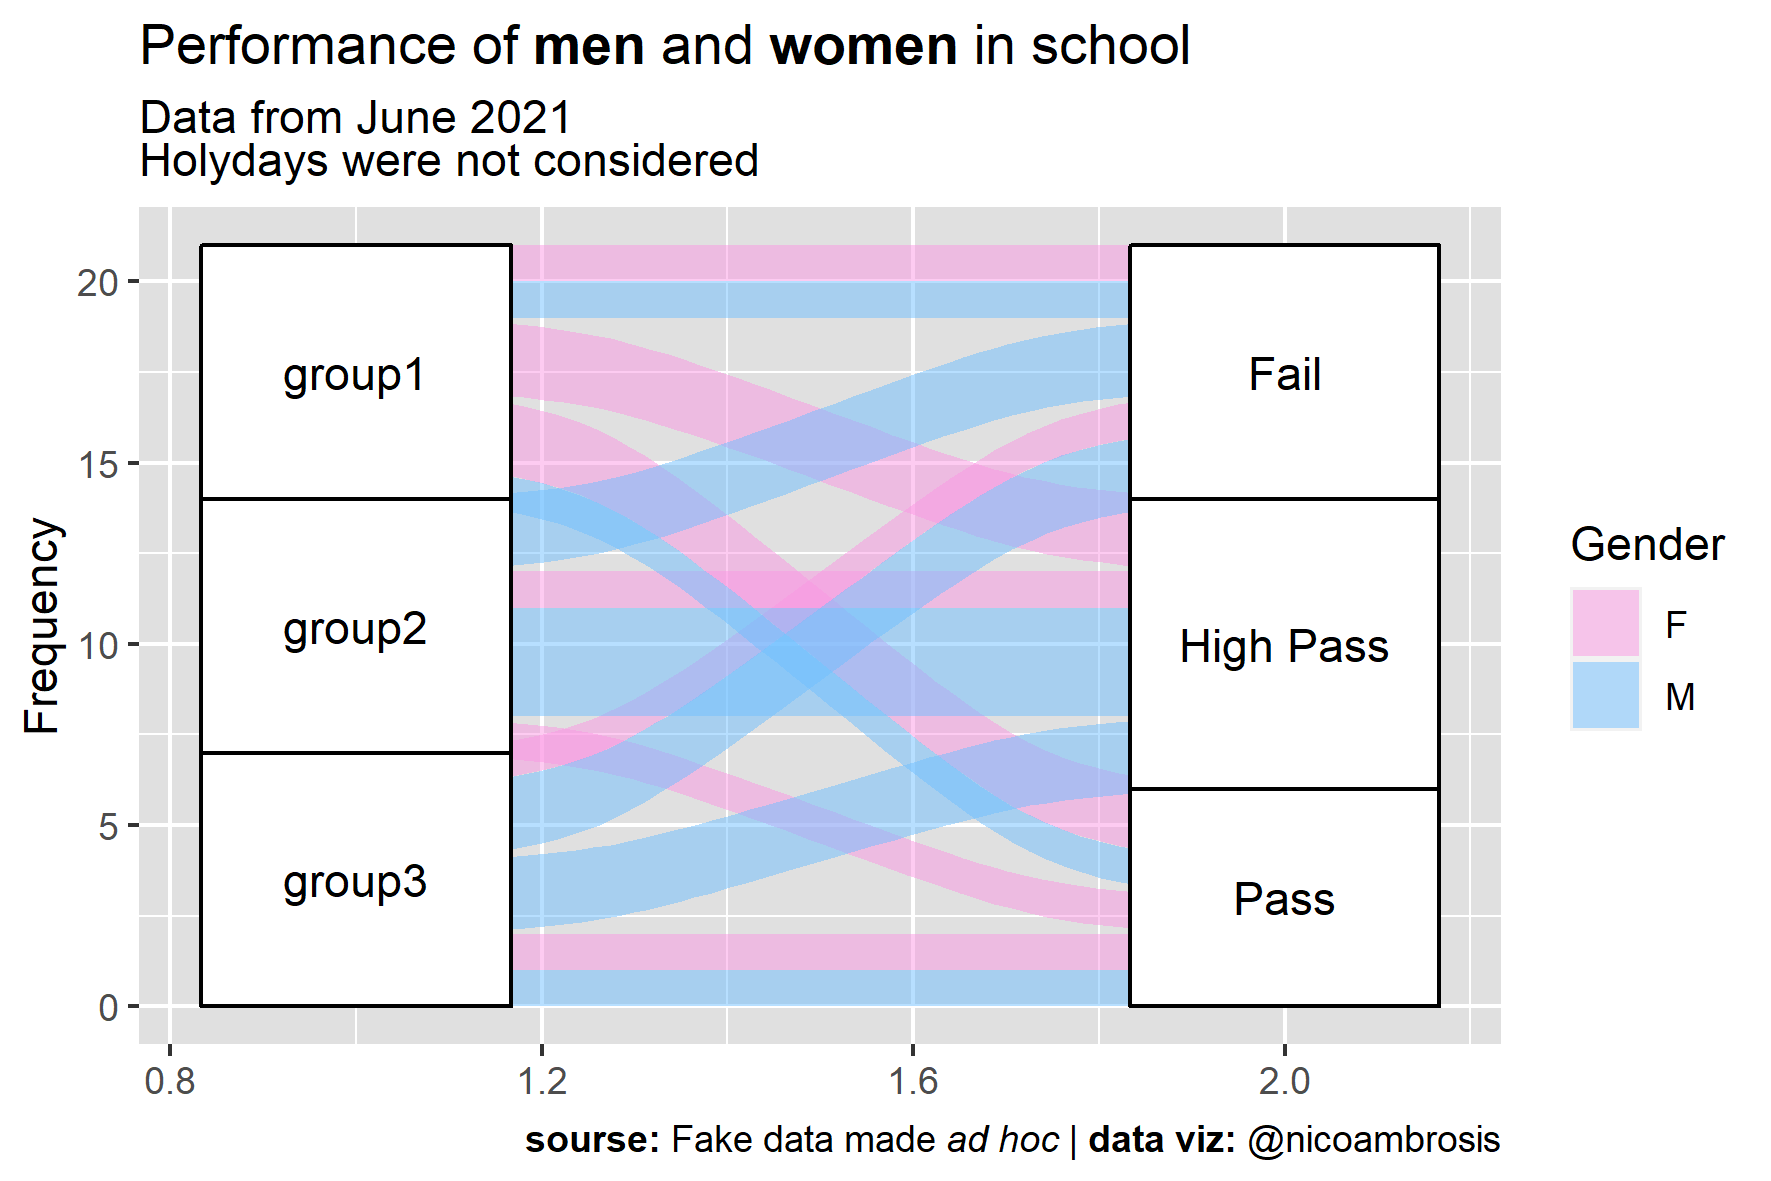 Performance of men and women in school
Data from June 2021
Holydays were not considered
Frequency
20
15
10
5
0
group1
group2
group3
Fail
High Pass
Pass
Gender
F
M
0.8 1.2 1.6 2.0
sourse: Fake data made ad hoc | data viz: @nicoambrosis